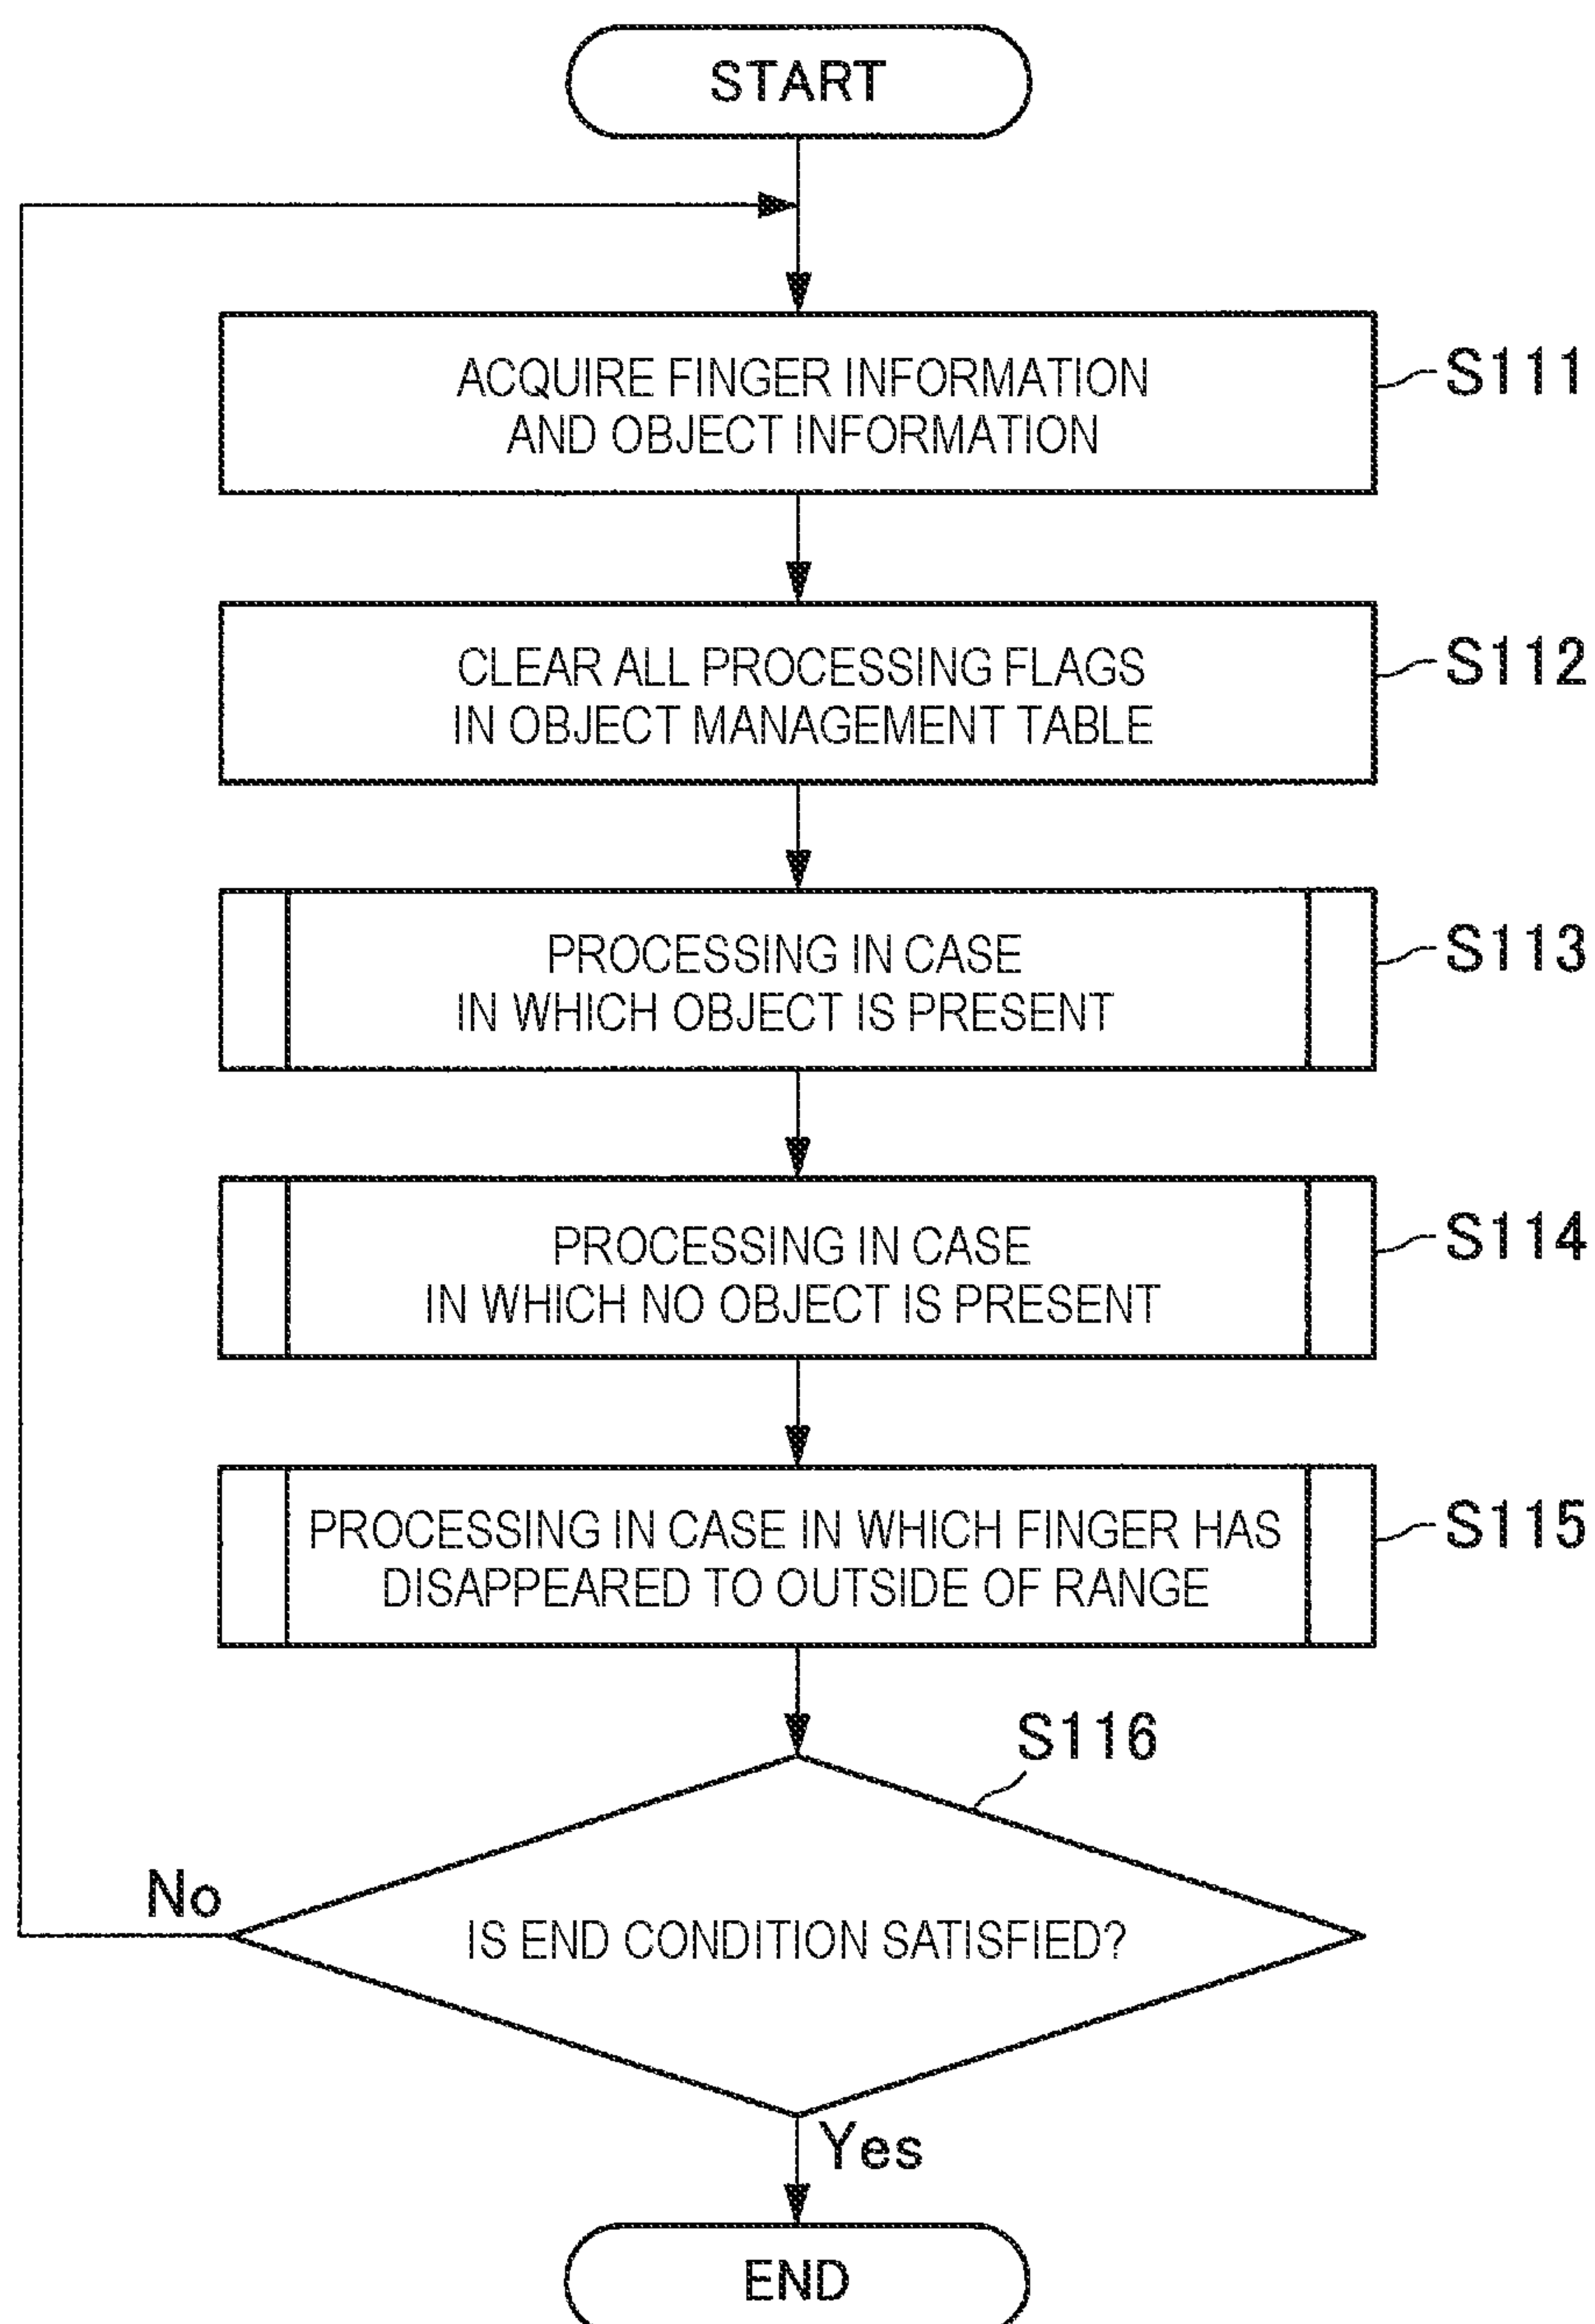 START
ACQUIRE FINGER INFORMATION
AND OBJECT INFORMATION
S111
CLEAR ALL PROCESSING FLAGS
IN OBJECT MANAGEMENT TABLE
S112
PROCESSING IN CASE
IN WHICH OBJECT IS PRESENT
S113
PROCESSING IN CASE
IN WHICH NO OBJECT IS PRESENT
S114
PROCESSING IN CASE IN WHICH FINGER HAS
DISAPPEARED TO OUTSIDE OF RANGE
S115
S116
No
IS END CONDITION SATISFIED?
Yes
END